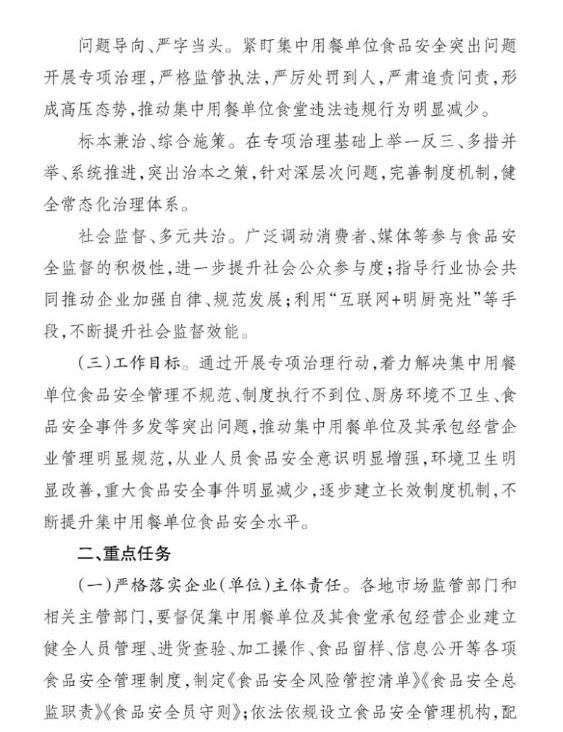 问题导向、严字当头。紧盯集中用餐单位食品安全突出问题
开展专项治理,严格监管执法,严厉处罚到人,严肃追责问责,形
成高压态势,推动集中用餐单位食堂违法违规行为明显减少。
标本兼治、综合施策。在专项治理基础上举一反三、多措并
举、系统推进,突出治本之策,针对深层次问题,完善制度机制,健
全常态化治理体系。
社会监督、多元共治。广泛调动消费者、媒体等参与食品安
全监督的积极性,进一步提升社会公众参与度;指导行业协会共
同推动企业加强自律、规范发展;利用“互联网+明厨亮灶”等手
段,不断提升社会监督效能。
(三)工作目标。通过开展专项治理行动,着力解决集中用餐
单位食品安全管理不规范、制度执行不到位、厨房环境不卫生、食
品安全事件多发等突出问题,推动集中用餐单位及其承包经营企
业管理明显规范,从业人员食品安全意识明显增强,环境卫生明
显改善,重大食品安全事件明显减少,逐步建立长效制度机制,不
断提升集中用餐单位食品安全水平。
二、重点任务
(一)严格落实企业(单位)主体责任。各地市场监管部门和
相关主管部门,要督促集中用餐单位及其食堂承包经营企业建立
健全人员管理、进货查验、加工操作、食品留样、信息公开等各项
食品安全管理制度,制定《食品安全风险管控清单》《食品安全总
监职责》《食品安全员守则》;依法依规设立食品安全管理机构,配